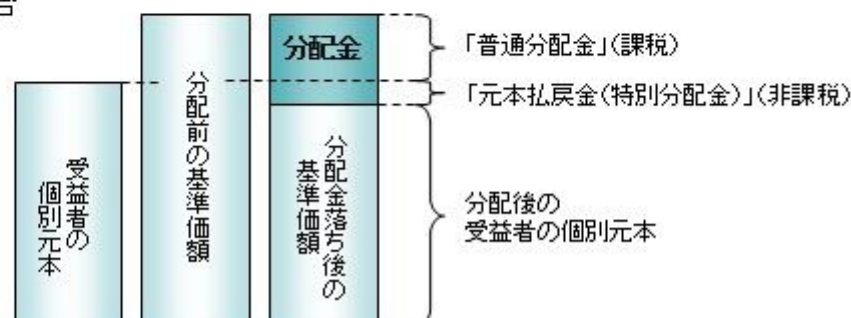 受益者の
個別元本
分配前の基準価額
分配金
分配金落ち後の
基準価額
「普通分配金」(課税)
「元本払戻金(特別分配金)」(非課税)
分配後の
受益者の個別元本